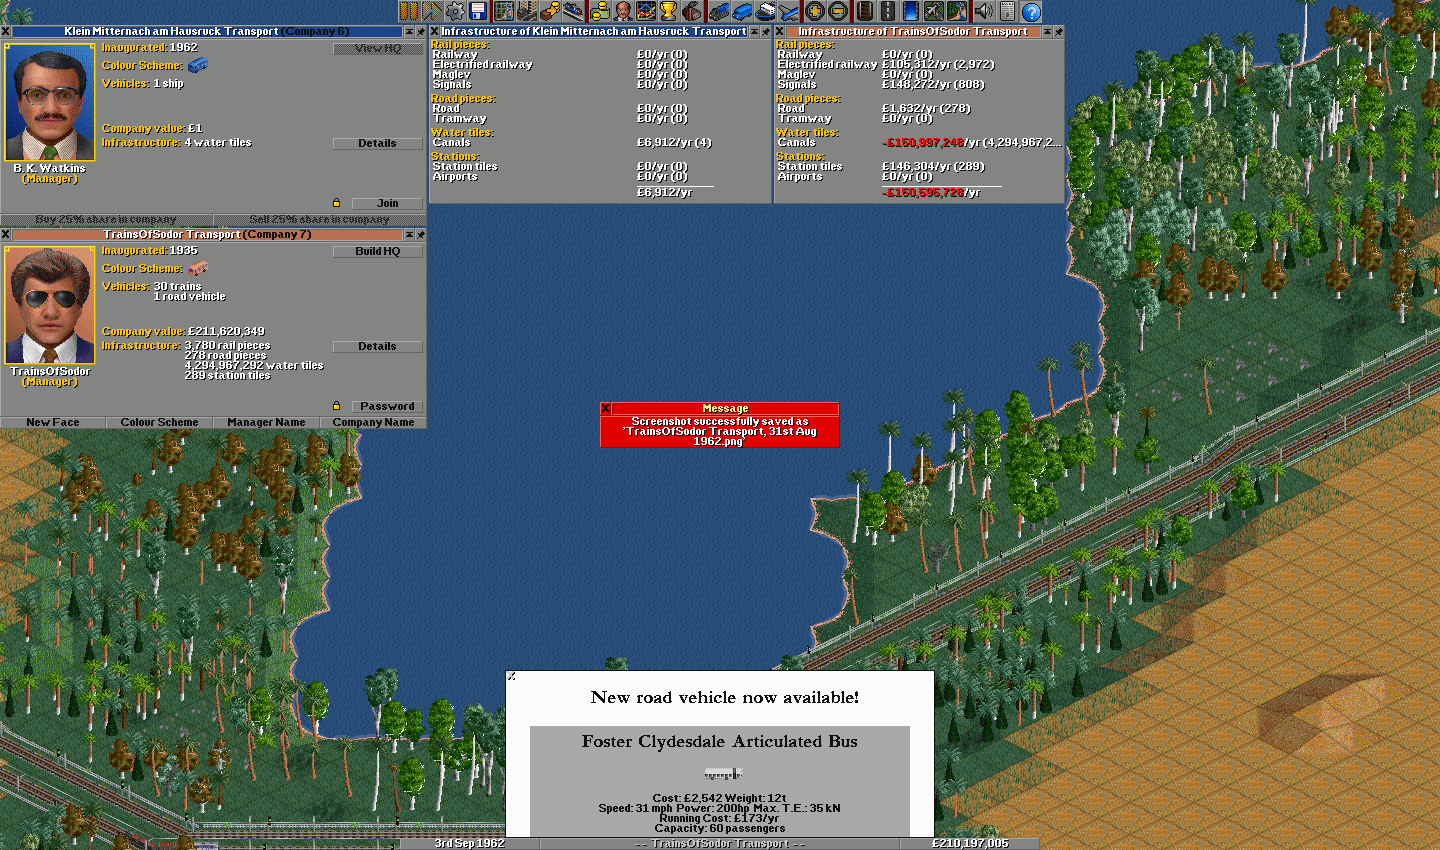 Klein Mitternach am Hausruck Transport (Company 6)
Inaugurated: 1962
View HQ
Colour Scheme:
Vehicles: 1 ship
Company value: £1
Infrastructure: 4 water tiles
Details
B. K. Watkins
(Manager)
Join
Buy 25% share in company
Sell 25% share in company
TrainsOfSodor Transport (Company 7)
Inaugurated: 1935
Build HQ
Colour Scheme:
Vehicles: 30 trains
1 road vehicle
Company value: £211,620,349
Infrastructure: 3,780 rail pieces
278 road pieces
4,294,967,292 water tiles
289 station tiles
Details
TrainsOfSodor
(Manager)
Password
New Face
Colour Scheme
Manager Name
Company Name
Infrastructure of Klein Mitternach am Hausruck Transport
Rail pieces:
Railway £0/yr (0)
Electrified railway £0/yr (0)
Maglev £0/yr (0)
Signals £0/yr (0)
Road pieces:
Road £0/yr (0)
Tramway £0/yr (0)
Water tiles:
Canals £6,912/yr (4)
Stations:
Station tiles £0/yr (0)
Airports £0/yr (0)
£6,912/yr
Infrastructure of TrainsOfSodor Transport
Rail pieces:
Railway £0/yr (0)
Electrified railway £105,312/yr (2,972)
Maglev £0/yr (0)
Signals £148,272/yr (808)
Road pieces:
Road £1,632/yr (278)
Tramway £0/yr (0)
Water tiles:
Canals -£150,997,248/yr (4,294,967,2...
Stations:
Station tiles £146,304/yr (289)
Airports £0/yr (0)
-£150,595,728/yr
Message
Screenshot successfully saved as
'TrainsOfSodor Transport, 31st Aug
1962.png'
New road vehicle now available!
Foster Clydesdale Articulated Bus
Cost: £2,542 Weight: 12t
Speed: 31 mph Power: 200hp Max. T.E.: 35 kN
Running Cost: £173/yr
Capacity: 60 passengers
3rd Sep 1962
-- TrainsOfSodor Transport --
£210,197,005